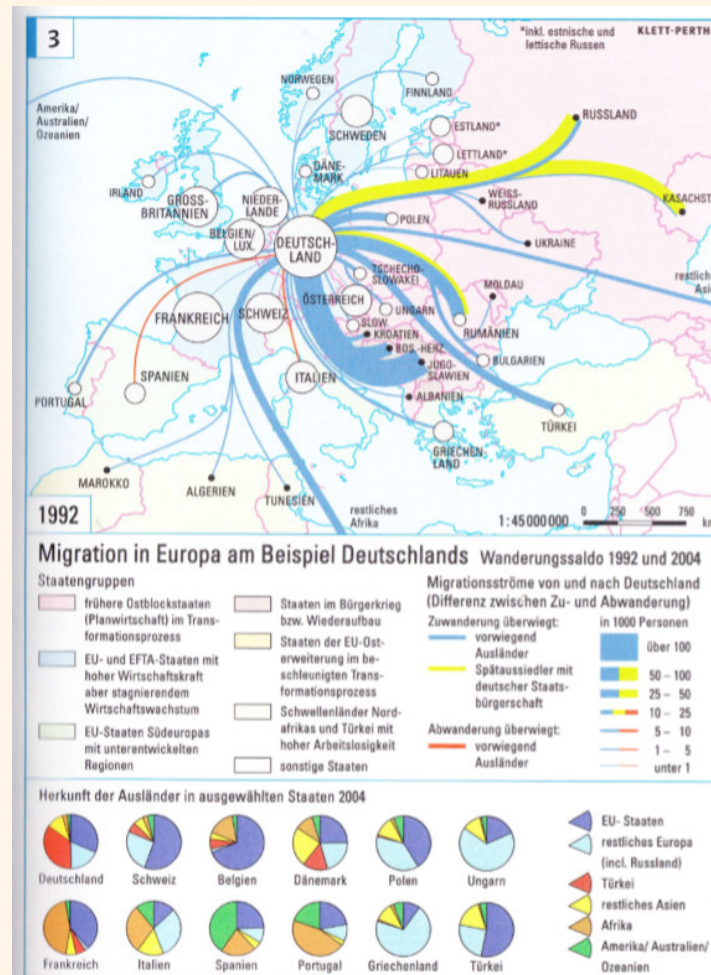 3
*inkl. estnische und
lettische Russen
KLETT-PERTH
NORWEGEN
FINNLAND
Amerika/
Australien/
Ozeanien
RUSSLAND
SCHWEDEN
ESTLAND*
LETTLAND*
DÄNE-
MARK
LITAUEN
IRLAND
GROSS-
BRITANNIEN
NIEDER-
LANDE
WEISS-
RUSSLAND
KASACHST
POLEN
BELGIEN/
LUX.
DEUTSCH-
LAND
UKRAINE
TSCHECHO-
SLOWAKEI
restlich
Asi
MOLDAU
ÖSTERREICH
FRANKREICH
SCHWEIZ
UNGARN
SLOW.
RUMÄNIEN
KROATIEN
BOS.-HERZ.
JUGO-
SLAWIEN
BULGARIEN
SPANIEN
ITALIEN
PORTUGAL
ALBANIEN
TÜRKEI
GRIECHEN-
LAND
MAROKKO
ALGERIEN
TUNESIEN
restliches
Afrika
1992
1:45000000
0 250 500 750
km
Migration in Europa am Beispiel Deutschlands Wanderungssaldo 1992 und 2004
Staatengruppen
frühere Ostblockstaaten
(Planwirtschaft) im Trans-
formationsprozess
EU- und EFTA-Staaten mit
hoher Wirtschaftskraft
aber stagnierendem
Wirtschaftswachstum
EU-Staaten Südeuropas
mit unterentwickelten
Regionen
Staaten im Bürgerkrieg
bzw. Wiederaufbau
Staaten der EU-Ost-
erweiterung im be-
schleunigten Trans-
formationsprozess
Schwellenländer Nord-
afrikas und Türkei mit
hoher Arbeitslosigkeit
sonstige Staaten
Migrationsströme von und nach Deutschland
(Differenz zwischen Zu- und Abwanderung)
Zuwanderung überwiegt:
vorwiegend
Ausländer
Spätaussiedler mit
deutscher Staats-
bürgerschaft
Abwanderung überwiegt:
vorwiegend
Ausländer
in 1000 Personen
über 100
50 – 100
25 – 50
10 – 25
5 – 10
1 – 5
unter 1
Herkunft der Ausländer in ausgewählten Staaten 2004
Deutschland
Schweiz
Belgien
Dänemark
Polen
Ungarn
Frankreich
Italien
Spanien
Portugal
Griechenland
Türkei
EU- Staaten
restliches Europa
(incl. Russland)
Türkei
restliches Asien
Afrika
Amerika/ Australien/
Ozeanien